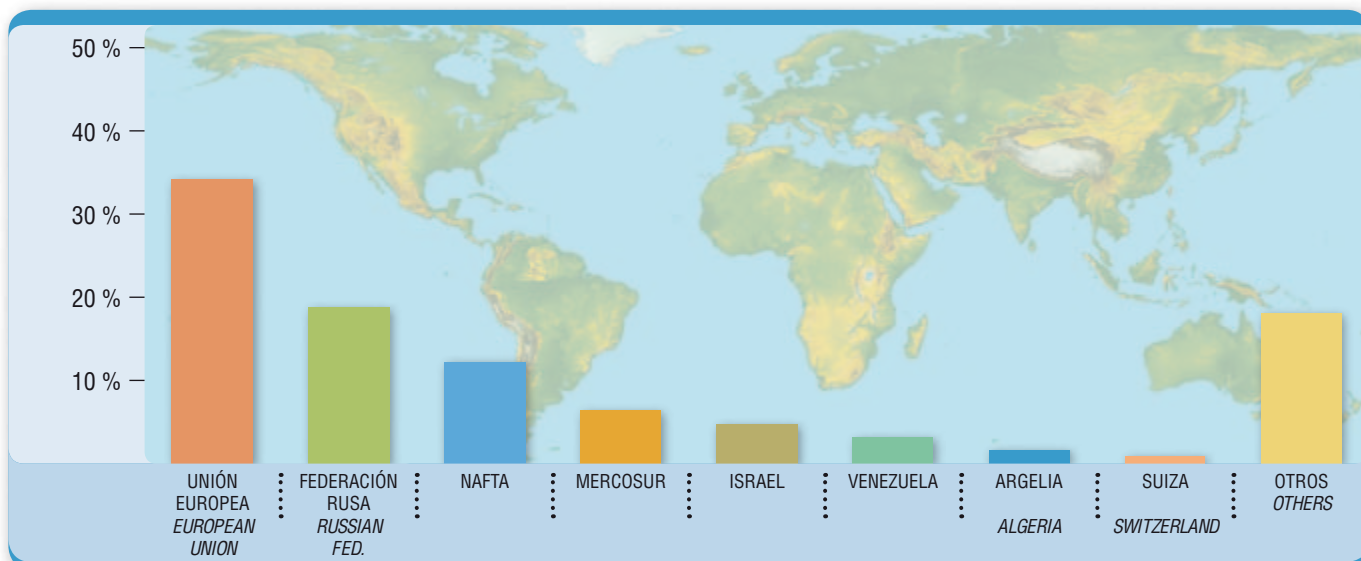 50 %
40 %
30 %
20 %
10 %
UNIÓN
EUROPEA
EUROPEAN
UNION
FEDERACIÓN
RUSA
RUSSIAN
FED.
NAFTA
MERCOSUR
ISRAEL
VENEZUELA
ARGELIA
ALGERIA
SUIZA
SWITZERLAND
OTROS
OTHERS